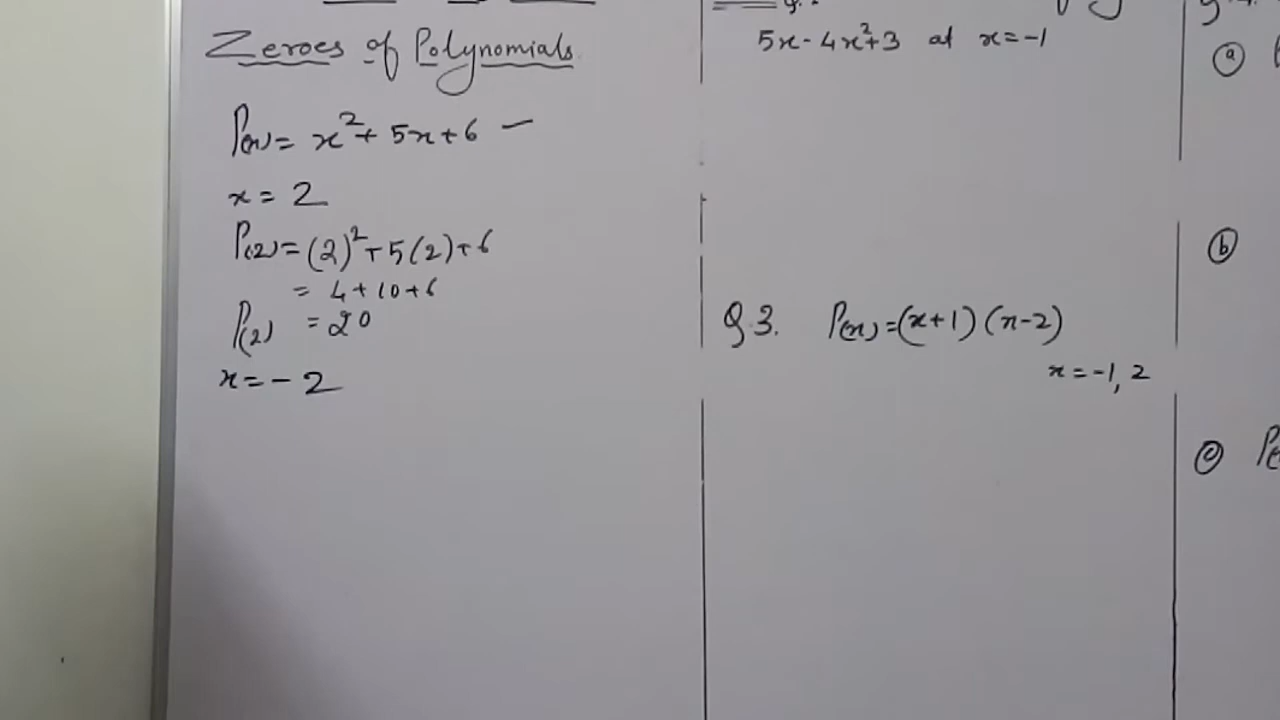 Zeroes of Polynomials.
P(x) = x² + 5x + 6 –
x = 2
P(2) = (2)² + 5(2) + 6
= 4 + 10 + 6
P(2) = 20
x = - 2
5x - 4x² + 3 at x = -1
Q.3. P(x) = (x+1) (x-2)
x = -1, 2
(a)
(b)
(c)